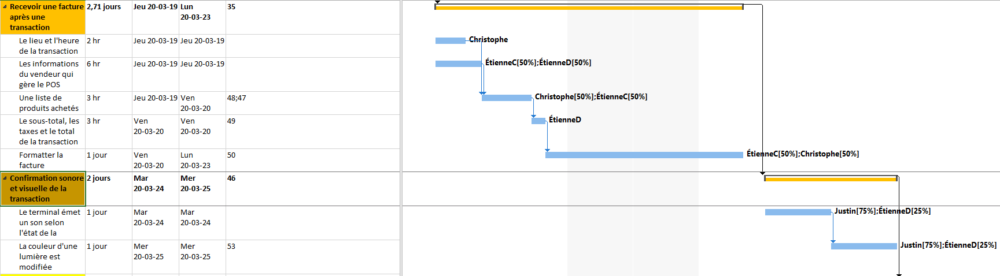 Recevoir une facture après une transaction 2,71 jours Jeu 20-03-19 Lun 20-03-23 35
Le lieu et l'heure de la transaction 2 hr Jeu 20-03-19 Jeu 20-03-19 Christophe
Les informations du vendeur qui gère le POS 6 hr Jeu 20-03-19 Jeu 20-03-19 ÉtienneC[50%];ÉtienneD[50%]
Une liste de produits achetés 3 hr Jeu 20-03-19 Ven 20-03-20 48;47 Christophe[50%];ÉtienneC[50%]
Le sous-total, les taxes et le total de la transaction 3 hr Ven 20-03-20 Ven 20-03-20 49 ÉtienneD
Formatter la facture 1 jour Ven 20-03-20 Lun 20-03-23 50 ÉtienneC[50%];Christophe[50%]
Confirmation sonore et visuelle de la transaction 2 jours Mar 20-03-24 Mer 20-03-25 46
Le terminal émet un son selon l'état de la 1 jour Mar 20-03-24 Mar 20-03-24 Justin[75%];ÉtienneD[25%]
La couleur d'une lumière est modifiée 1 jour Mer 20-03-25 Mer 20-03-25 53 Justin[75%];ÉtienneD[25%]